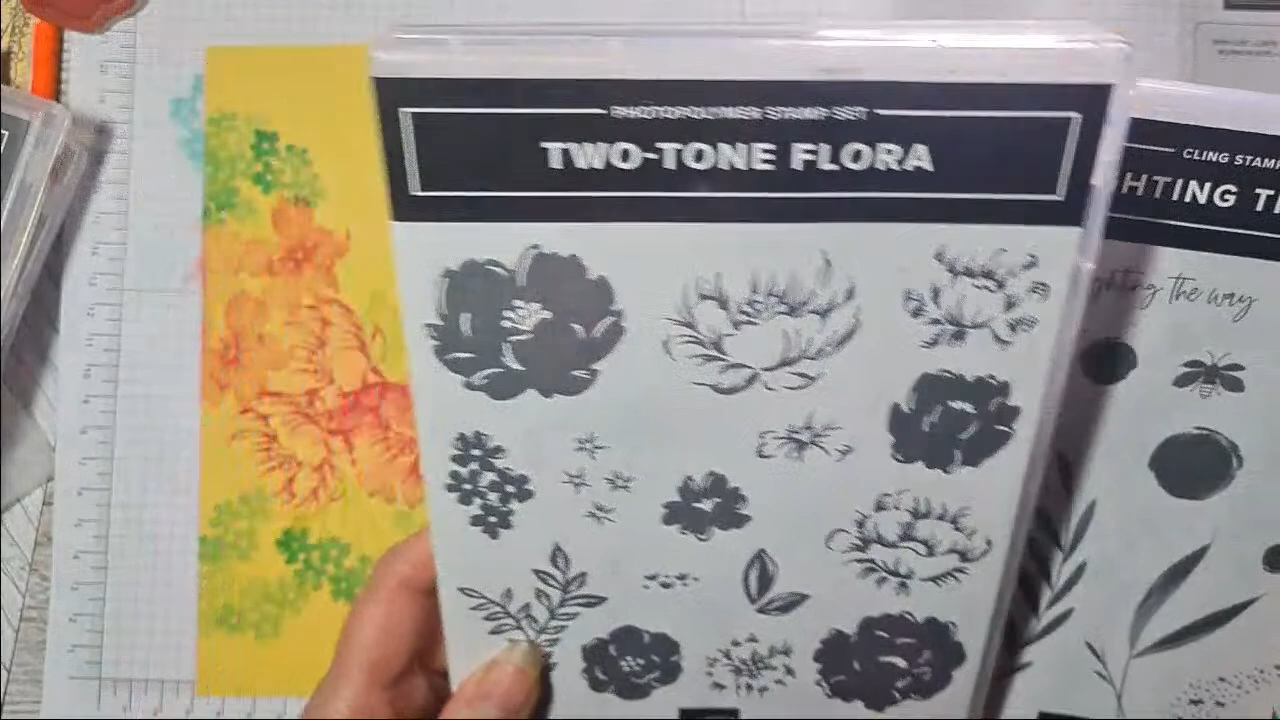 PHOTOPOLYMER STAMP SET
TWO-TONE FLORA
CLING STAMP
HTING T
ghting the way